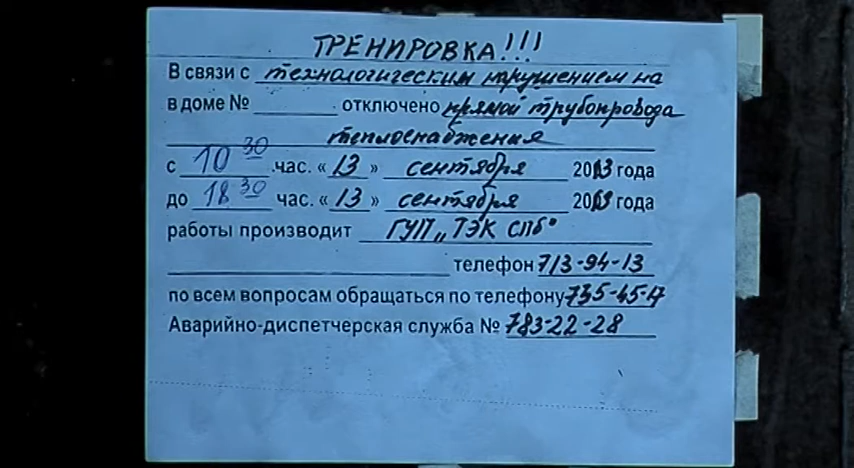 ТРЕНИРОВКА!!!
В связи с технологическим нарушением на
в доме № ________ отключено прямой трубопровода
теплоснабжения
с 10 30 час. «13» сентября 2013 года
до 18 30 час. «13» сентября 2013 года
работы производит ГУП „ТЭК СПб"
телефон 713-94-13
по всем вопросам обращаться по телефону 735-45-17
Аварийно-диспетчерская служба № 783-22-28